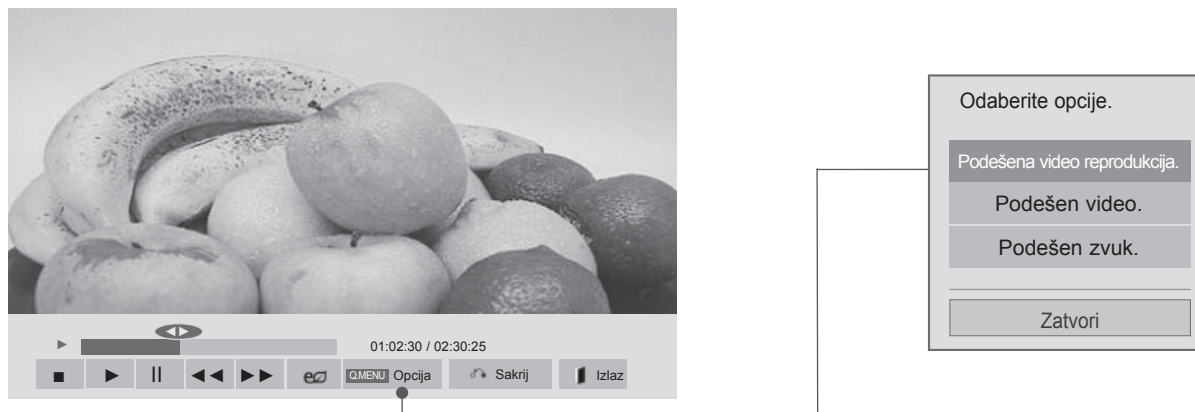 01:02:30 / 02:30:25
Q.MENU Opcija
Sakrij
Izlaz
Odaberite opcije.
Podešena video reprodukcija.
Podešen video.
Podešen zvuk.
Zatvori